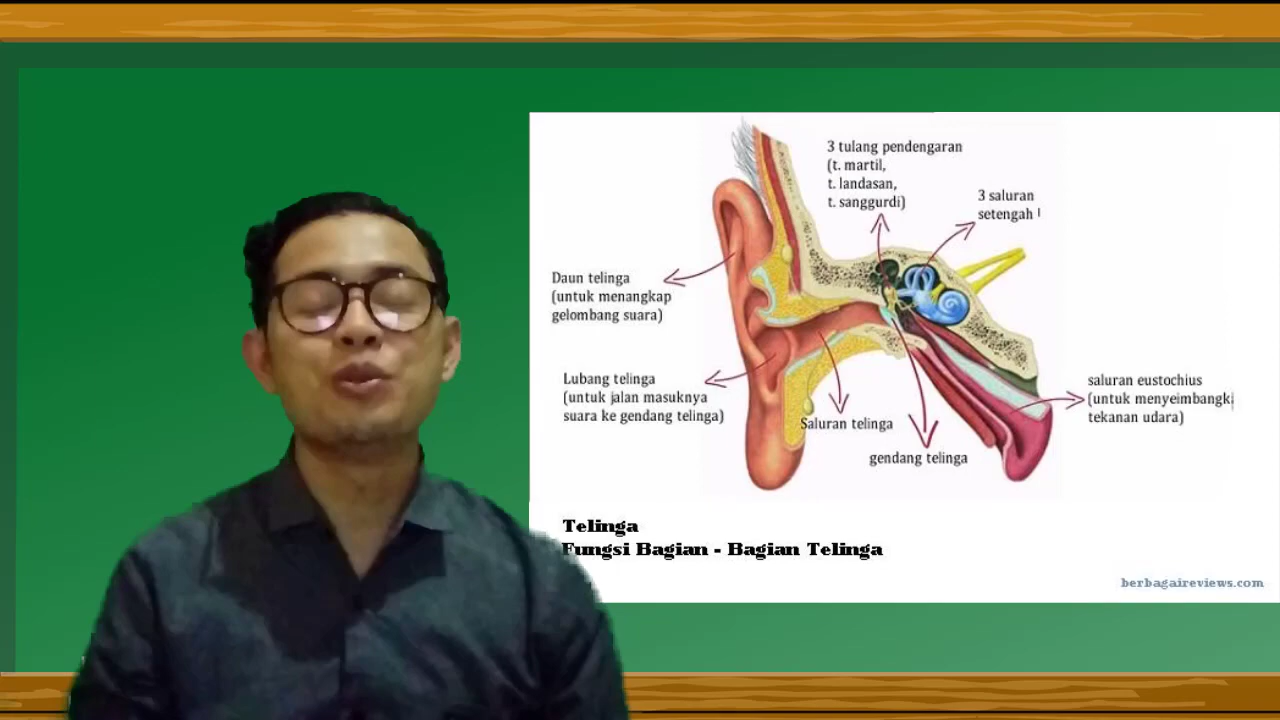 3 tulang pendengaran
(t. martil,
t. landasan,
t. sanggurdi)
3 saluran
setengah
Daun telinga
(untuk menangkap
gelombang suara)
Lubang telinga
(untuk jalan masuknya
suara ke gendang telinga)
Saluran telinga
gendang telinga
saluran eustochius
(untuk menyeimbangk
tekanan udara)
Telinga
Fungsi Bagian - Bagian Telinga
berbagaireviews.com